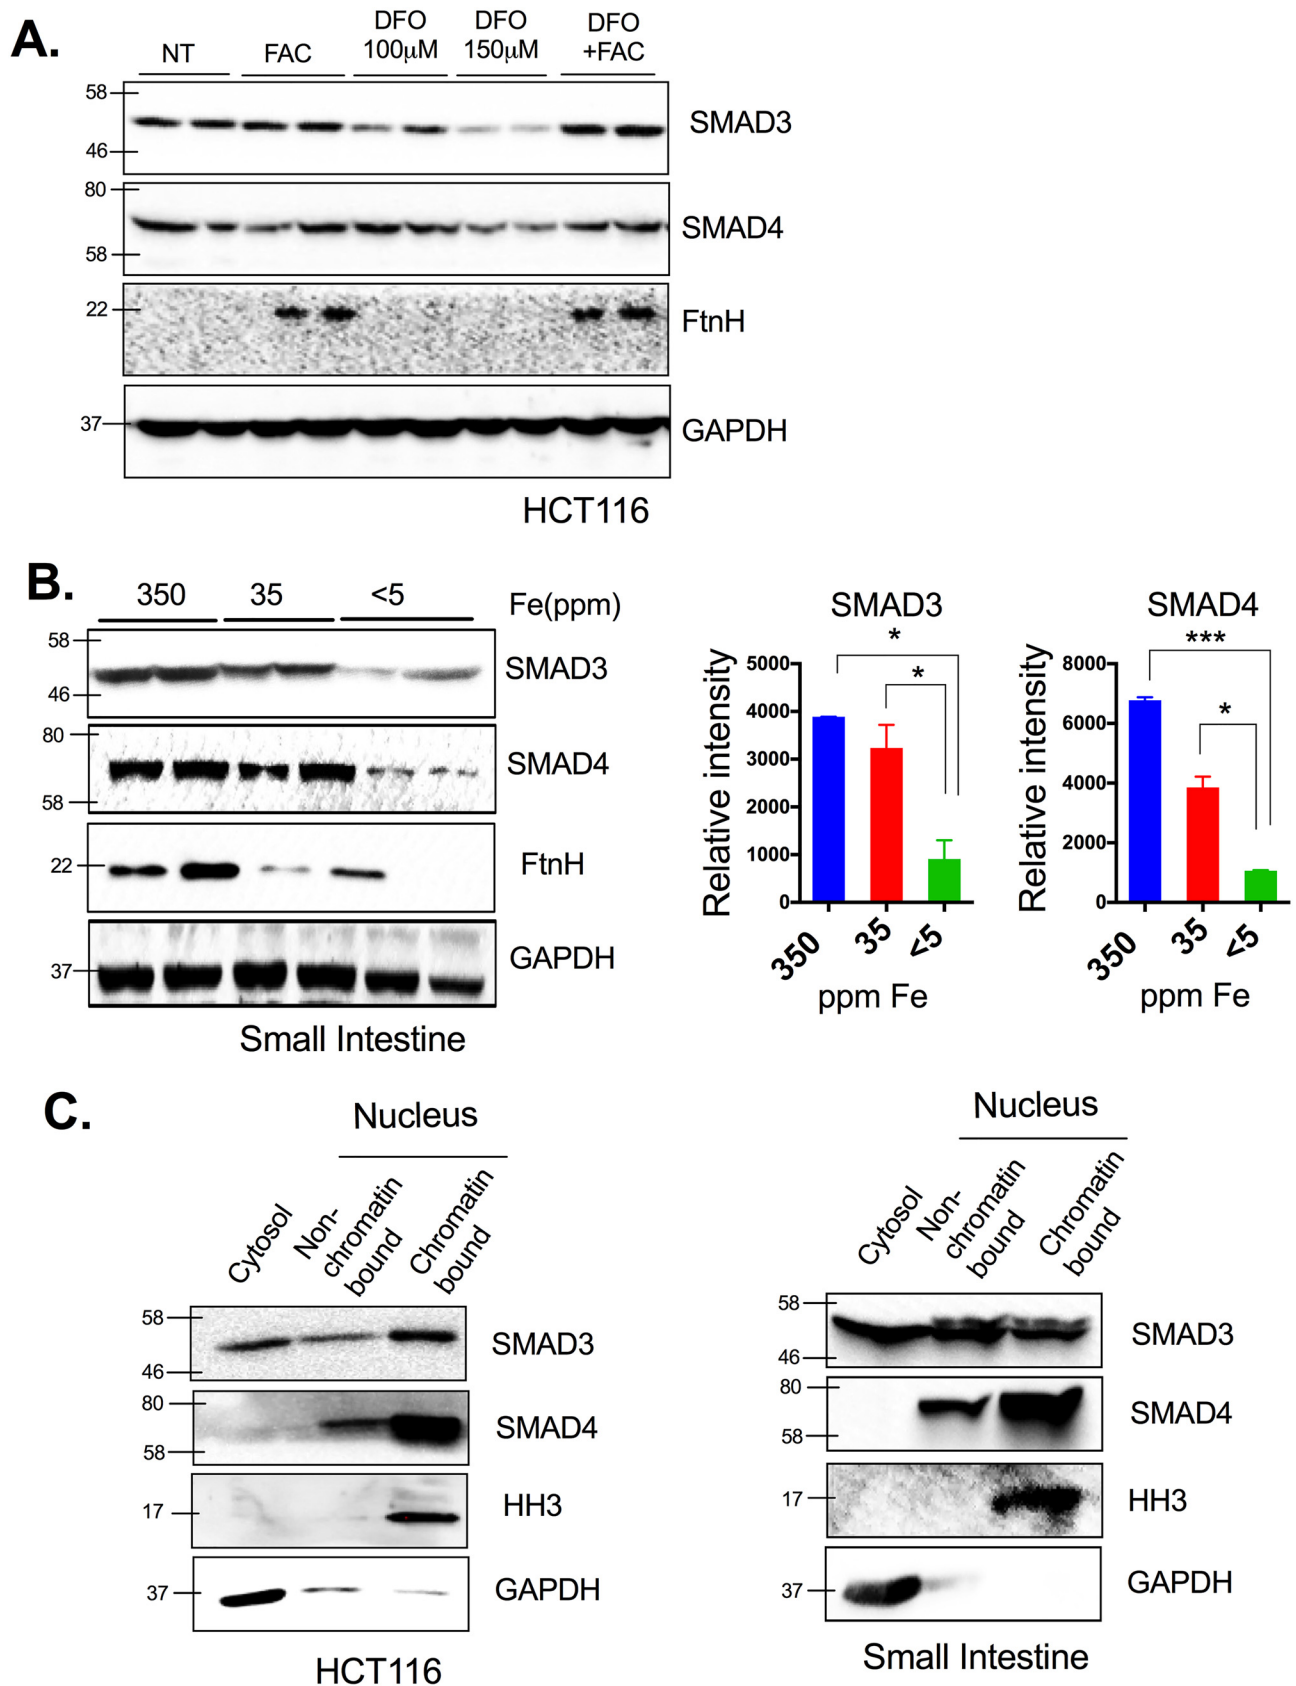 A.
NT
FAC
DFO
100μM
DFO
150μM
DFO
+FAC
58
46
SMAD3
80
58
SMAD4
22
FtnH
37
GAPDH
HCT116
B.
350
35
<5
Fe(ppm)
58
46
SMAD3
80
58
SMAD4
22
FtnH
37
GAPDH
Small Intestine
SMAD3
*
*
Relative intensity
5000
4000
3000
2000
1000
0
350
35
<5
ppm Fe
SMAD4
***
*
Relative intensity
8000
6000
4000
2000
0
350
35
<5
ppm Fe
C.
Nucleus
Cytosol
Non-
chromatin
bound
Chromatin
bound
58
46
SMAD3
80
58
SMAD4
17
HH3
37
GAPDH
HCT116
Nucleus
Cytosol
Non-
chromatin
bound
Chromatin
bound
58
46
SMAD3
80
58
SMAD4
17
HH3
37
GAPDH
Small Intestine